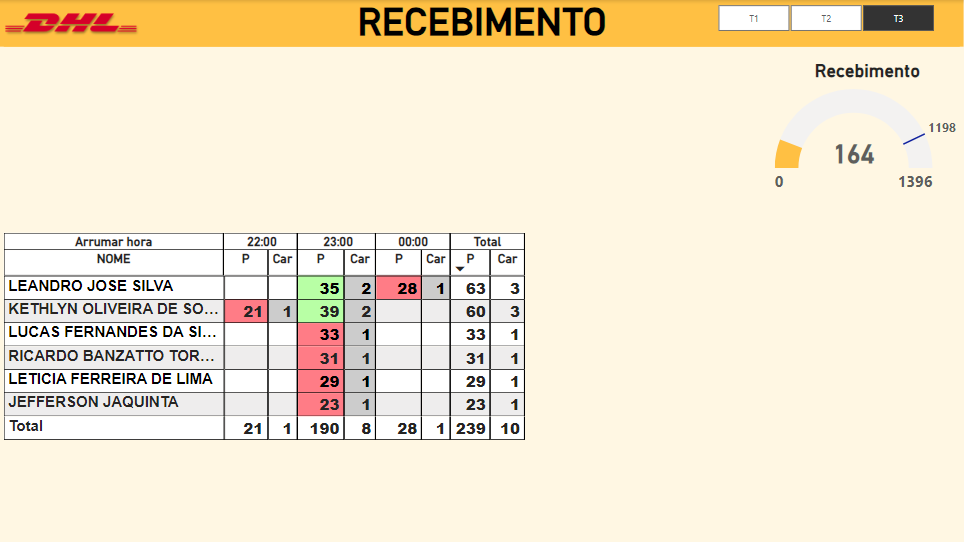 DHL RECEBIMENTO T1 T2 T3
Recebimento
1198
164
0 1396
Arrumar hora 22:00 23:00 00:00 Total
NOME P Car P Car P Car P Car
LEANDRO JOSE SILVA 35 2 28 1 63 3
KETHLYN OLIVEIRA DE SO... 21 1 39 2 60 3
LUCAS FERNANDES DA SI... 33 1 33 1
RICARDO BANZATTO TOR... 31 1 31 1
LETICIA FERREIRA DE LIMA 29 1 29 1
JEFFERSON JAQUINTA 23 1 23 1
Total 21 1 190 8 28 1 239 10